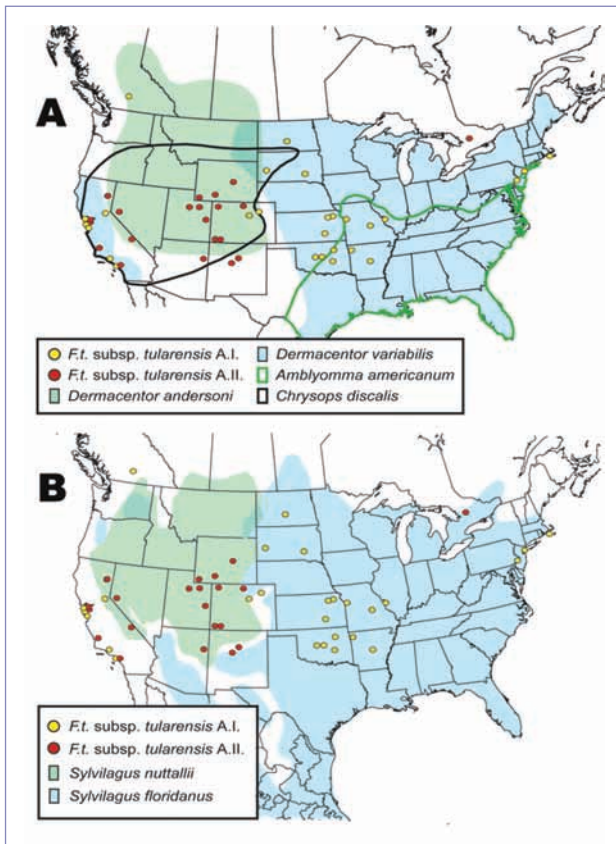 A
F.t. subsp. tularensis A.I.
F.t. subsp. tularensis A.II.
Dermacentor andersoni
Dermacentor variabilis
Amblyomma americanum
Chrysops discalis
B
F.t. subsp. tularensis A.I.
F.t. subsp. tularensis A.II.
Sylvilagus nuttallii
Sylvilagus floridanus